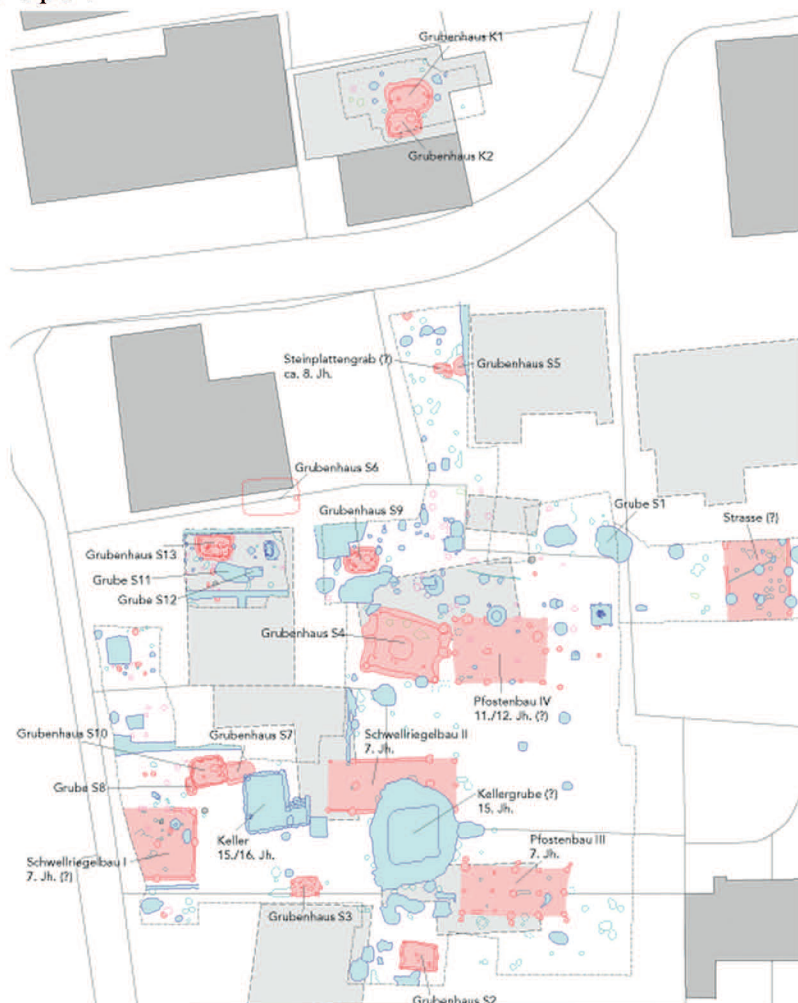 Grubenhaus K1
Grubenhaus K2
Steinplattengrab (?)
ca. 8. Jh.
Grubenhaus S5
Grubenhaus S6
Grubenhaus S9
Grube S1
Strasse (?)
Grubenhaus S13
Grube S11
Grube S12
Grubenhaus S4
Pfostenbau IV
11./12. Jh. (?)
Grubenhaus S10
Grubenhaus S7
Schwellriegelbau II
7. Jh.
Grube S8
Kellergrube (?)
15. Jh.
Keller
15./16. Jh.
Pfostenbau III
7. Jh.
Schwellriegelbau I
7. Jh. (?)
Grubenhaus S3
Grubenhaus S2